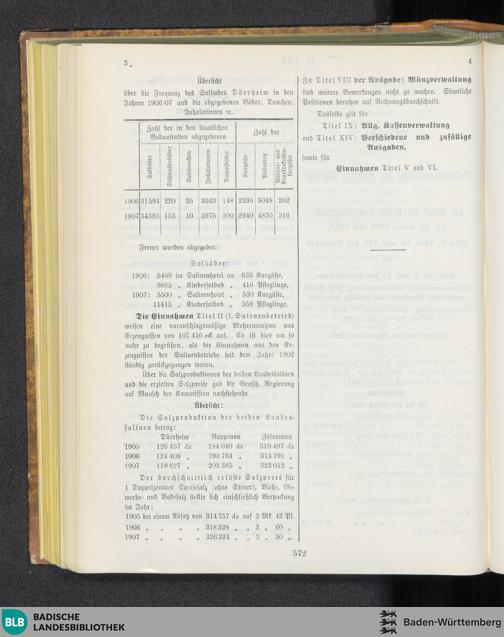 3
4
Übersicht
über die Frequenz des Solbades Dürrheim in den
Jahren 1906/07 und die abgegebenen Bäder, Douchen,
Inhalationen ꝛc.
Zahl der in den staatlichen
Badeanstalten abgegebenen
Zahl der
Solbäder
Soldouchen
Inhalationen
Dampfbäder
Kurgäste
Passanten
1906 31594 220 35 3043 148 2336 5049 262
1907 34383 153 10 3975 100 2940 4870 316
Ferner wurden abgegeben:
Solbäder:
1906: 5469 im Salinenhotel an 633 Kurgäste,
9865 „ Kindersolbad „ 416 Pfleglinge.
1907: 5500 „ Salinenhotel „ 530 Kurgäste,
11415 „ Kindersolbad „ 558 Pfleglinge.
Die Einnahmen Titel II (I. Salinenbetrieb)
weisen eine voranschlagsmäßige Mehreinnahme aus
Erzeugnissen von 107 416 ℳ auf. Es ist dies um so
mehr zu begrüßen, als die Einnahmen aus den Er-
zeugnissen der Salinenbetriebe seit dem Jahre 1902
ständig zurückgegangen waren.
Über die Salzproduktionen der beiden Landessalinen
und die erzielten Salzpreise gab die Großh. Regierung
auf Wunsch der Kommission nachstehende
Übersicht:
Die Salzproduktion der beiden Landes-
salinen betrug:
Dürrheim Rappenau Zusammen
1905 126 457 dz 184 040 dz 310 497 dz
1906 124 408 „ 190 783 „ 315 191 „
1907 119 627 „ 203 385 „ 323 012 „
Der durchschnittlich erlöste Salzpreis für
1 Doppelzentner Speisesalz (ohne Steuer), Vieh-, Ge-
werbe- und Badesalz stellte sich einschließlich Verpackung
im Jahr:
1905 bei einem Absatz von 314 757 dz auf 3 Mk. 42 Pf.
1906 „ „ „ „ 318 328 „ „ 3 „ 60 „
1907 „ „ „ „ 326 324 „ „ 3 „ 50 „
Zu Titel VIII der Ausgabe: Münzverwaltung
sind weitere Bemerkungen nicht zu machen. Sämtliche
Positionen beruhen auf Rechnungsdurchschnitt.
Dasselbe gilt für
Titel IX: Allg. Kassenverwaltung
und Titel XIV: Verschiedene und zufällige
Ausgaben,
sowie für
Einnahmen Titel V und VI.
572
BLB BADISCHE
LANDESBIBLIOTHEK
Baden-Württemberg